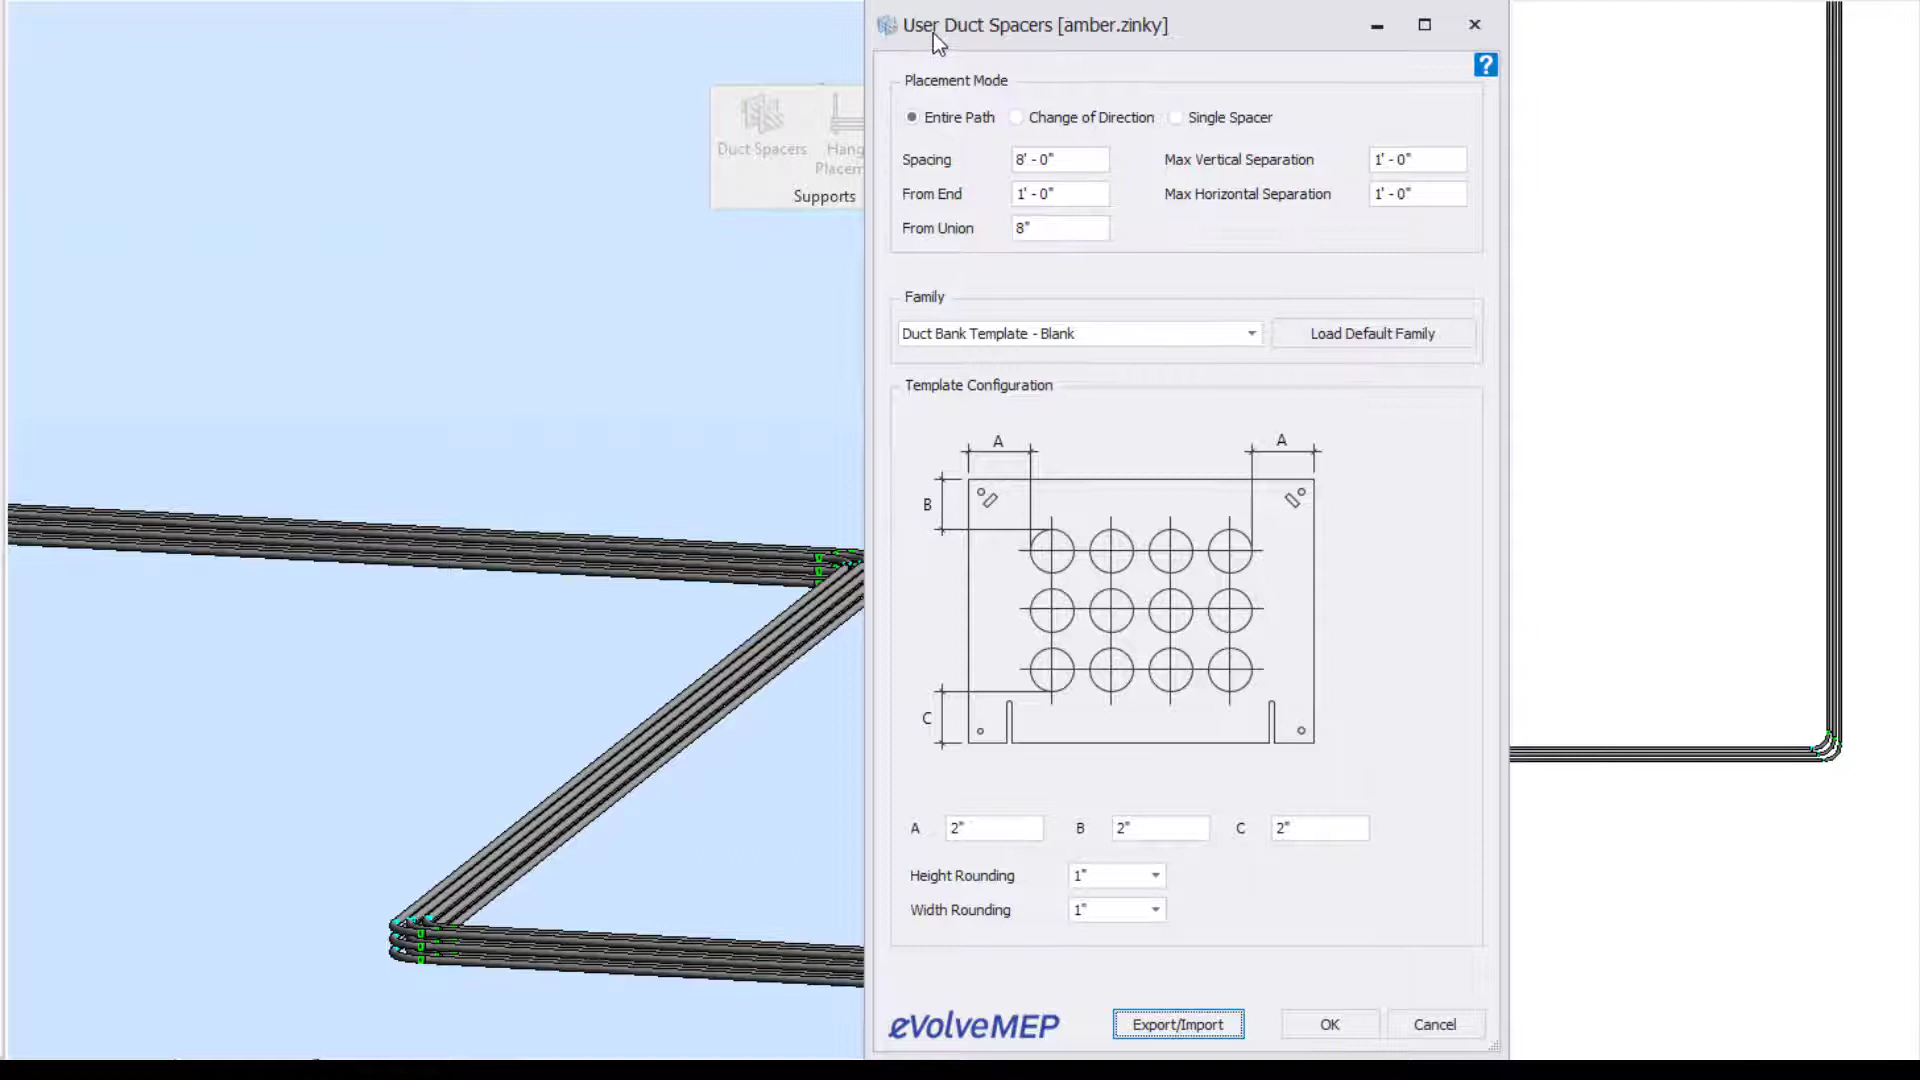 User Duct Spacers [amber.zinky]
?
Placement Mode
Entire Path Change of Direction Single Spacer
Spacing 8' - 0" Max Vertical Separation 1' - 0"
From End 1' - 0" Max Horizontal Separation 1' - 0"
From Union 8"
Duct Spacers Hang
Placem
Supports
Family
Duct Bank Template - Blank Load Default Family
Template Configuration
A A
B
C
A 2" B 2" C 2"
Height Rounding 1"
Width Rounding 1"
eVolveMEP Export/Import OK Cancel